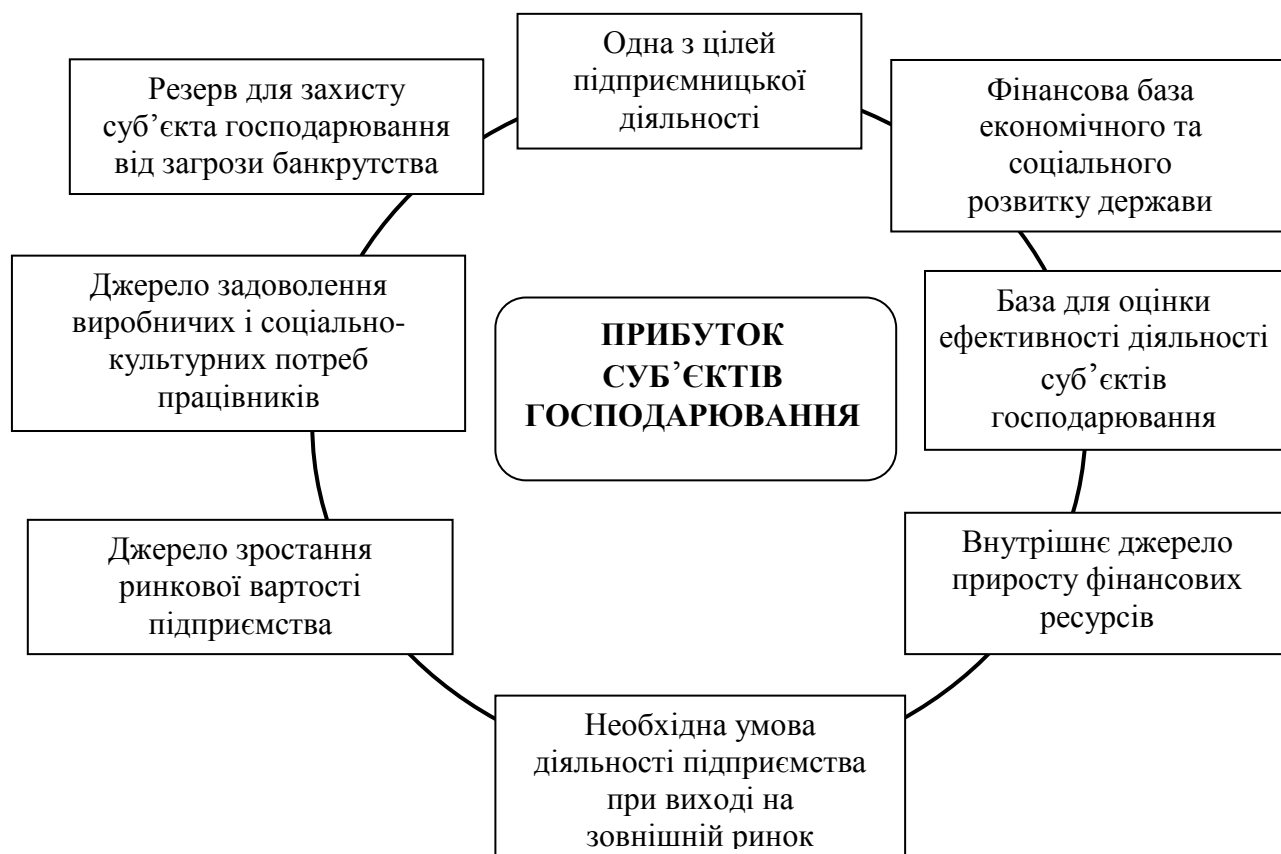 Одна з цілей
підприємницької
діяльності
Резерв для захисту
суб’єкта господарювання
від загрози банкрутства
Фінансова база
економічного та
соціального
розвитку держави
Джерело задоволення
виробничих і соціально-
культурних потреб
працівників
ПРИБУТОК
СУБ’ЄКТІВ
ГОСПОДАРЮВАННЯ
База для оцінки
ефективності діяльності
суб’єктів
господарювання
Джерело зростання
ринкової вартості
підприємства
Внутрішнє джерело
приросту фінансових
ресурсів
Необхідна умова
діяльності підприємства
при виході на
зовнішній ринок